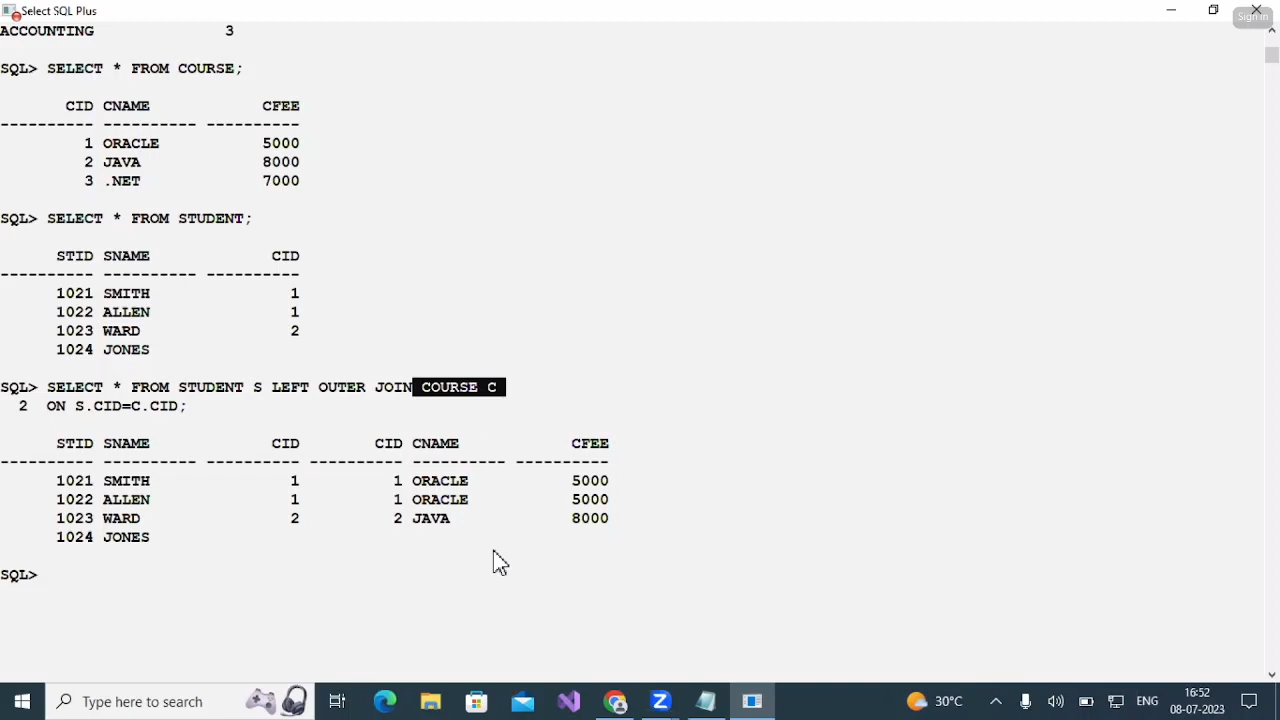 Select SQL Plus
Sign in
ACCOUNTING 3
SQL> SELECT * FROM COURSE;
CID CNAME CFEE
---------- ---------- ----------
1 ORACLE 5000
2 JAVA 8000
3 .NET 7000
SQL> SELECT * FROM STUDENT;
STID SNAME CID
---------- ---------- ----------
1021 SMITH 1
1022 ALLEN 1
1023 WARD 2
1024 JONES
SQL> SELECT * FROM STUDENT S LEFT OUTER JOIN COURSE C
2 ON S.CID=C.CID;
STID SNAME CID CID CNAME CFEE
---------- ---------- ---------- ---------- ---------- ----------
1021 SMITH 1 1 ORACLE 5000
1022 ALLEN 1 1 ORACLE 5000
1023 WARD 2 2 JAVA 8000
1024 JONES
SQL>
Type here to search
30°C
ENG
16:52
08-07-2023